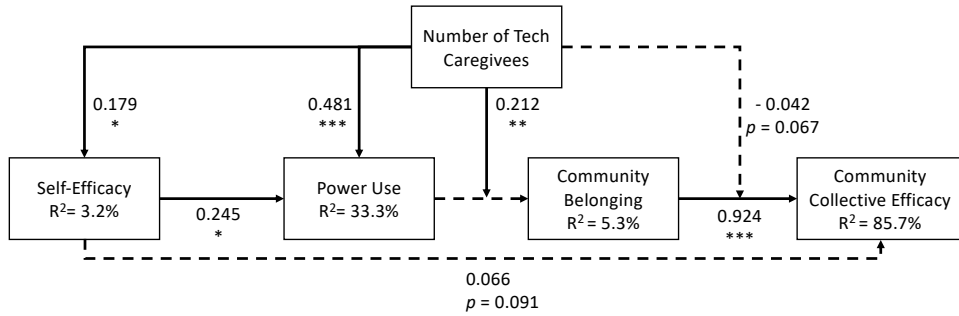 Number of Tech
Caregivees
0.179
*
0.481
***
0.212
**
- 0.042
p = 0.067
Self-Efficacy
R²= 3.2%
0.245
*
Power Use
R²= 33.3%
Community
Belonging
R² = 5.3%
0.924
***
Community
Collective Efficacy
R² = 85.7%
0.066
p = 0.091